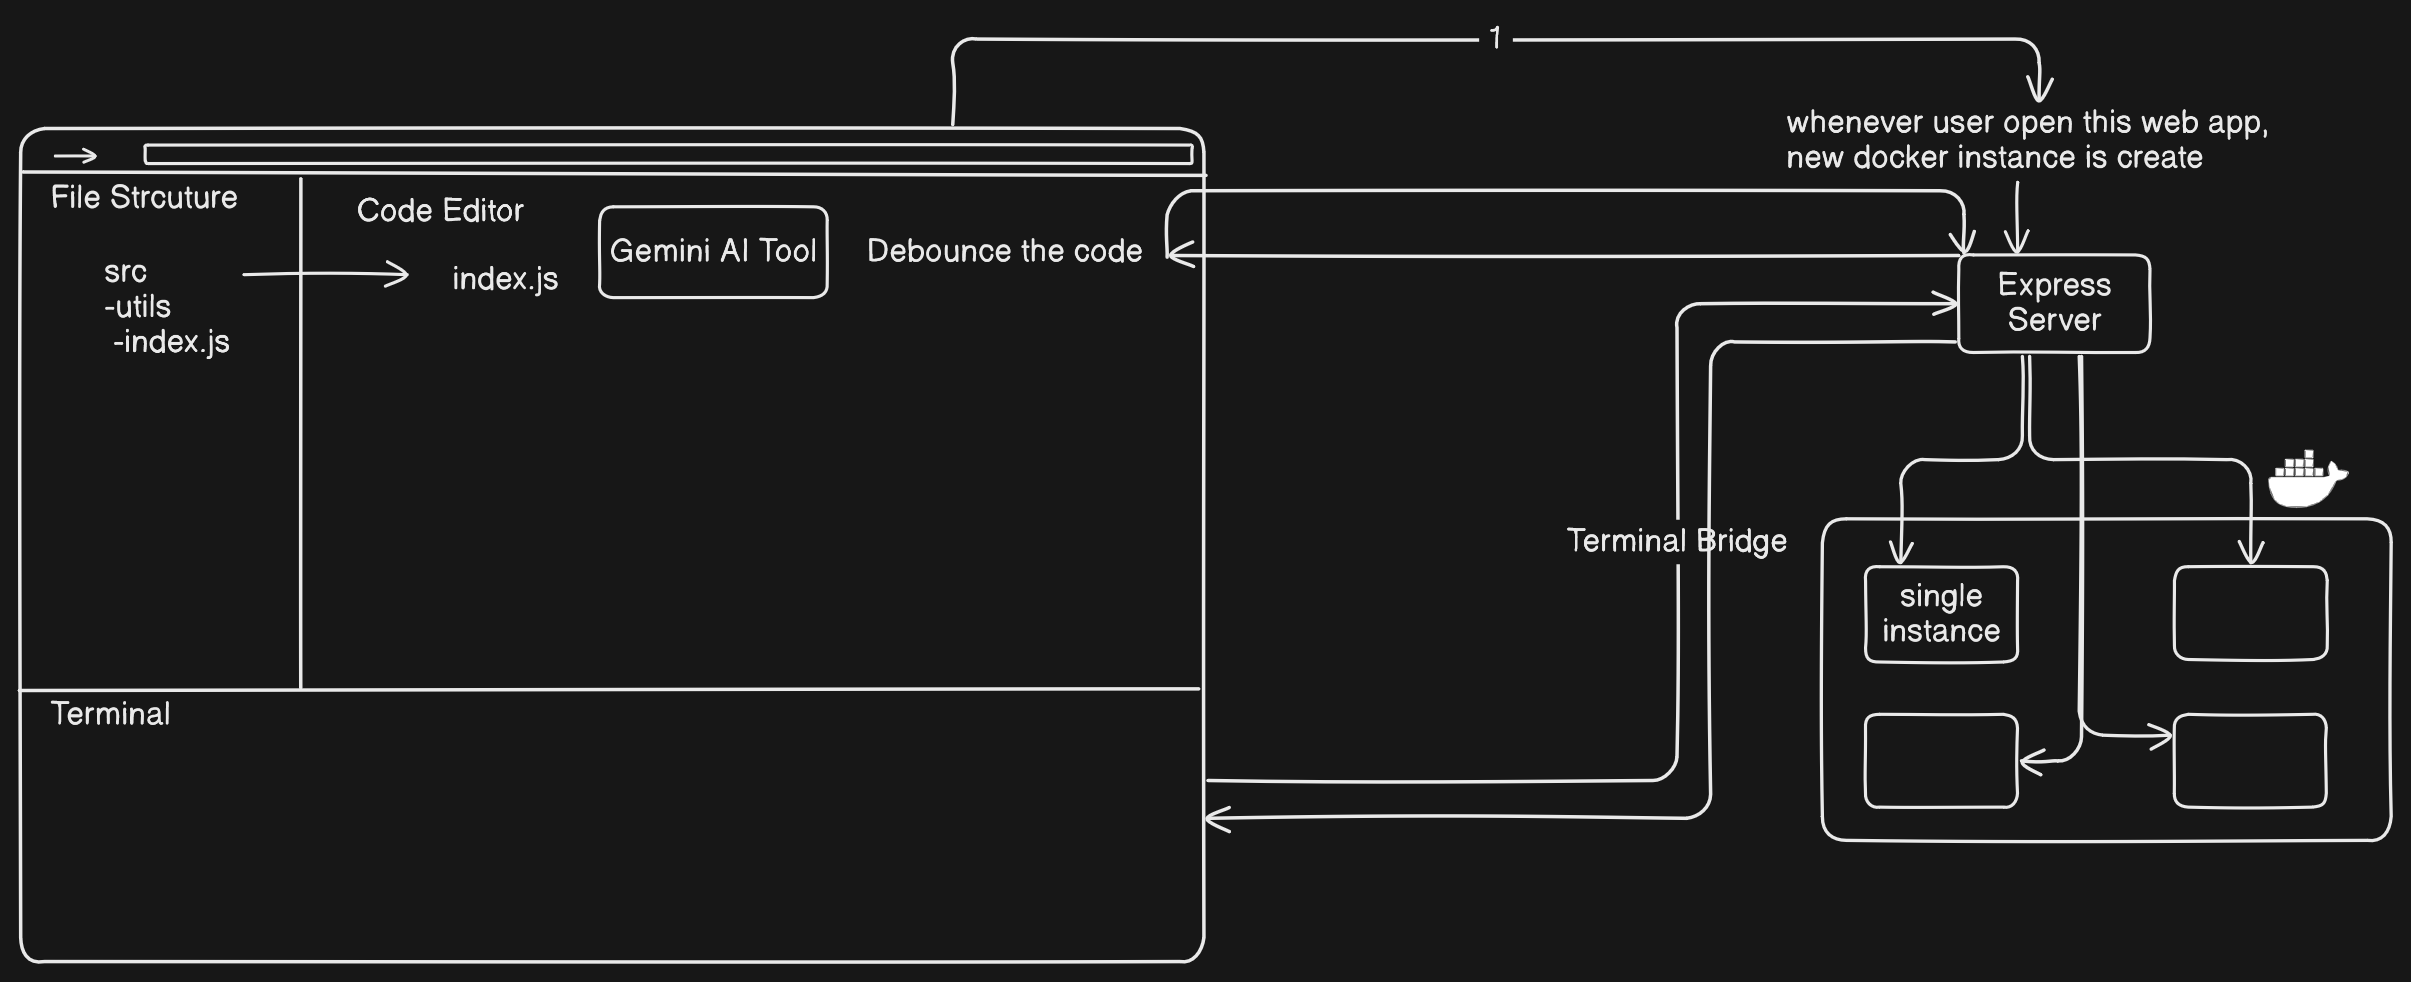 1
whenever user open this web app,
new docker instance is create
File Strcuture
Code Editor
Gemini AI Tool
Debounce the code
src
-utils
-index.js
index.js
Express
Server
Terminal Bridge
single
instance
Terminal